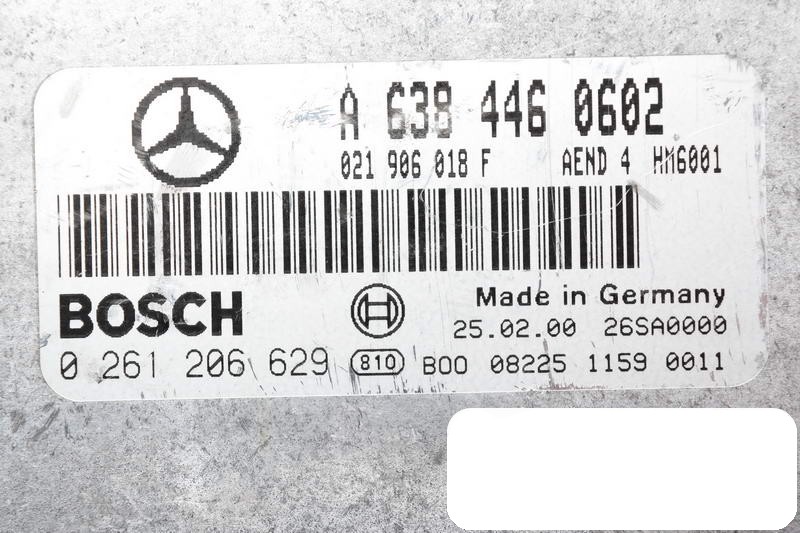 A 638 446 0602
021 906 018 F AEND 4 HM6001
BOSCH
Made in Germany
25.02.00 26SA0000
0 261 206 629 810 B00 08225 1159 0011